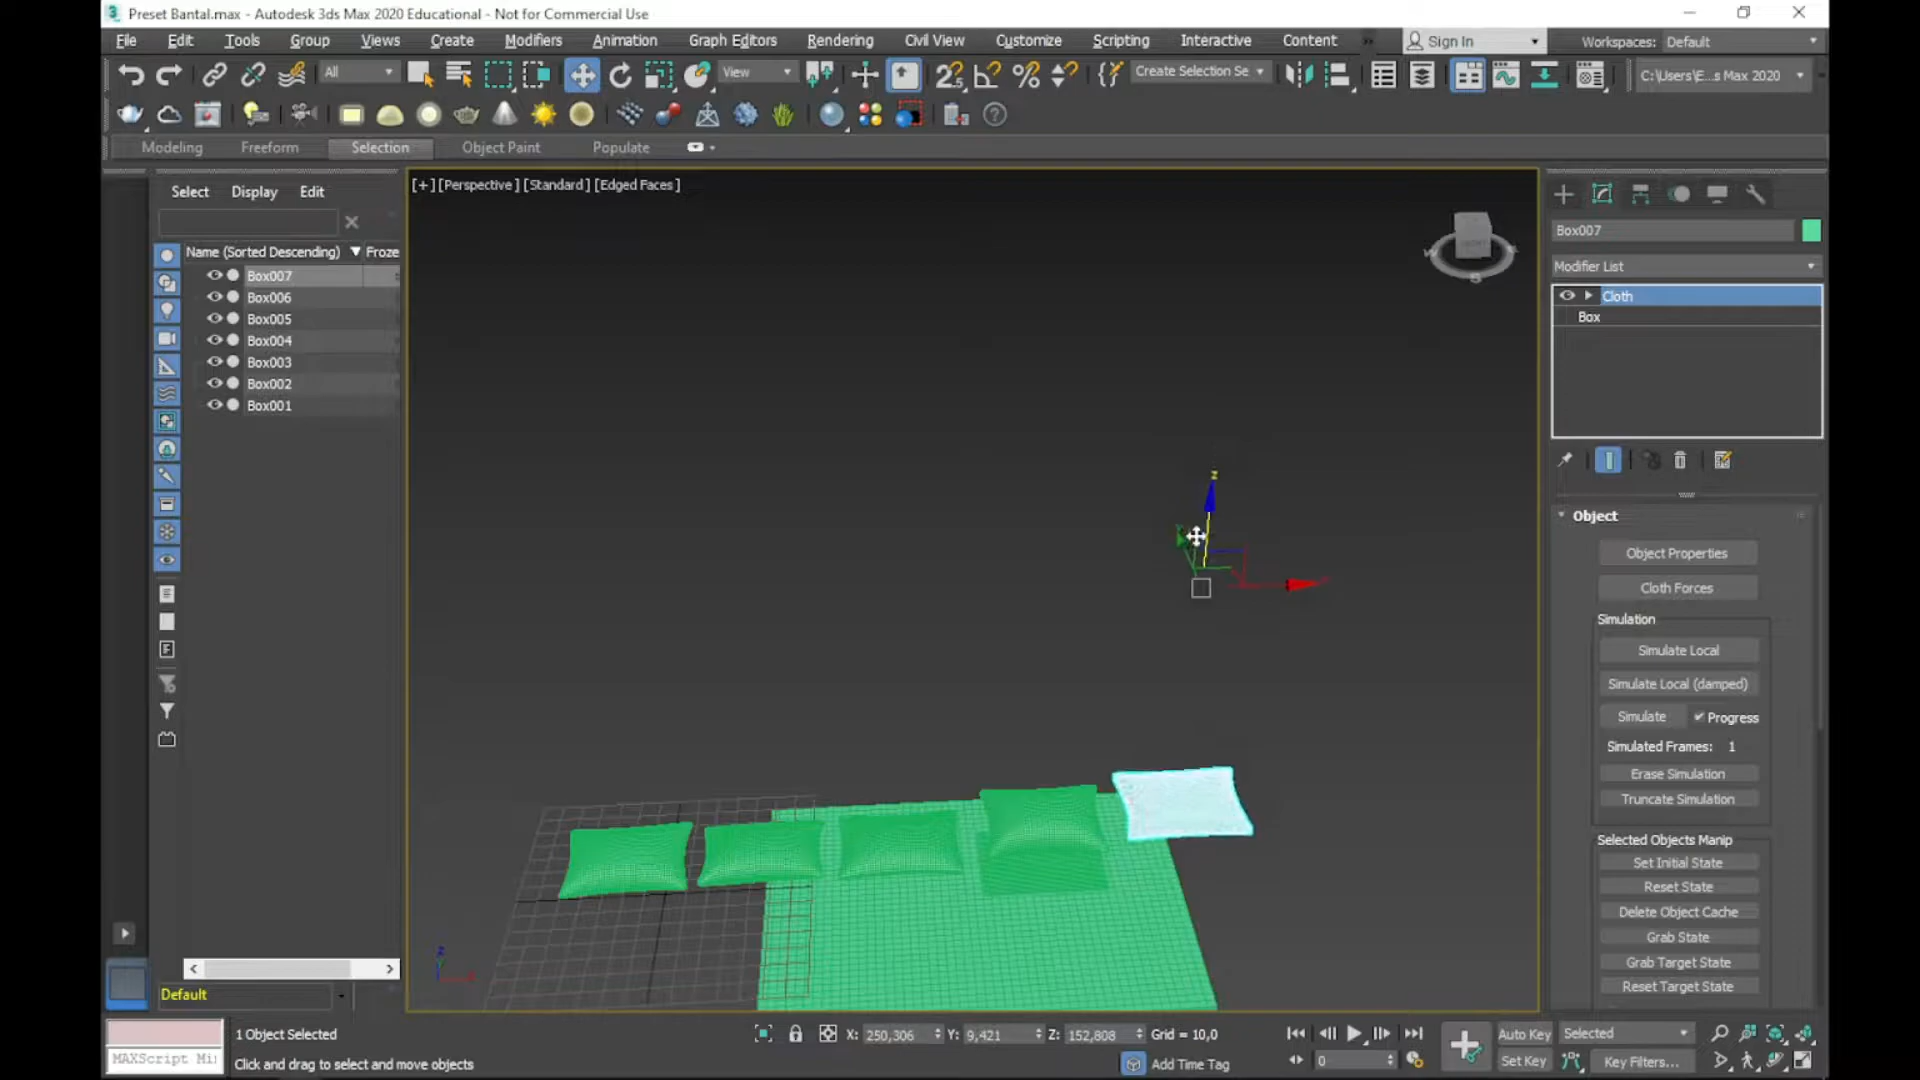 Preset Bantal.max - Autodesk 3ds Max 2020 Educational - Not for Commercial Use
File Edit Tools Group Views Create Modifiers Animation Graph Editors Rendering Civil View Customize Scripting Interactive Content Sign In Workspaces: Default
All View Create Selection Se C:\Users\E...s Max 2020
Modeling Freeform Selection Object Paint Populate
Select Display Edit
[+] [Perspective] [Standard] [Edged Faces]
Box007
Name (Sorted Descending) Froze
Modifier List
Box007
Box006
Box005
Box004
Box003
Box002
Box001
Cloth
Box
Object
Object Properties
Cloth Forces
Simulation
Simulate Local
Simulate Local (damped)
Simulate Progress
Simulated Frames: 1
Erase Simulation
Truncate Simulation
Selected Objects Manip
Set Initial State
Reset State
Delete Object Cache
Grab State
Grab Target State
Reset Target State
z
z
Default
1 Object Selected
X: 250,306 Y: 9,421 Z: 152,808 Grid = 10,0
Auto Key Selected
MAXScript Mi
Click and drag to select and move objects
Add Time Tag
0
Set Key Key Filters...